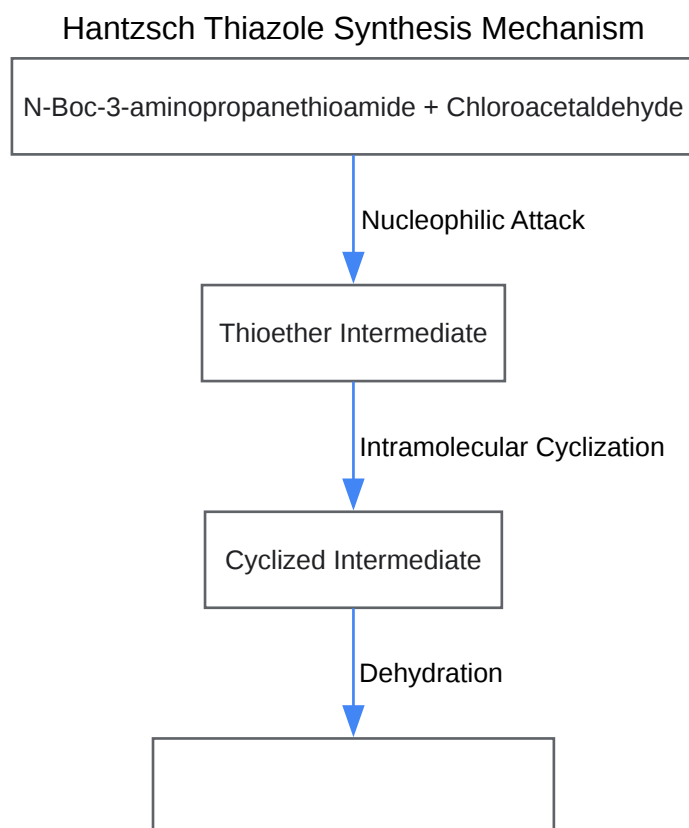 Hantzsch Thiazole Synthesis Mechanism
N-Boc-3-aminopropanethioamide + Chloroacetaldehyde
Nucleophilic Attack
Thioether Intermediate
Intramolecular Cyclization
Cyclized Intermediate
Dehydration